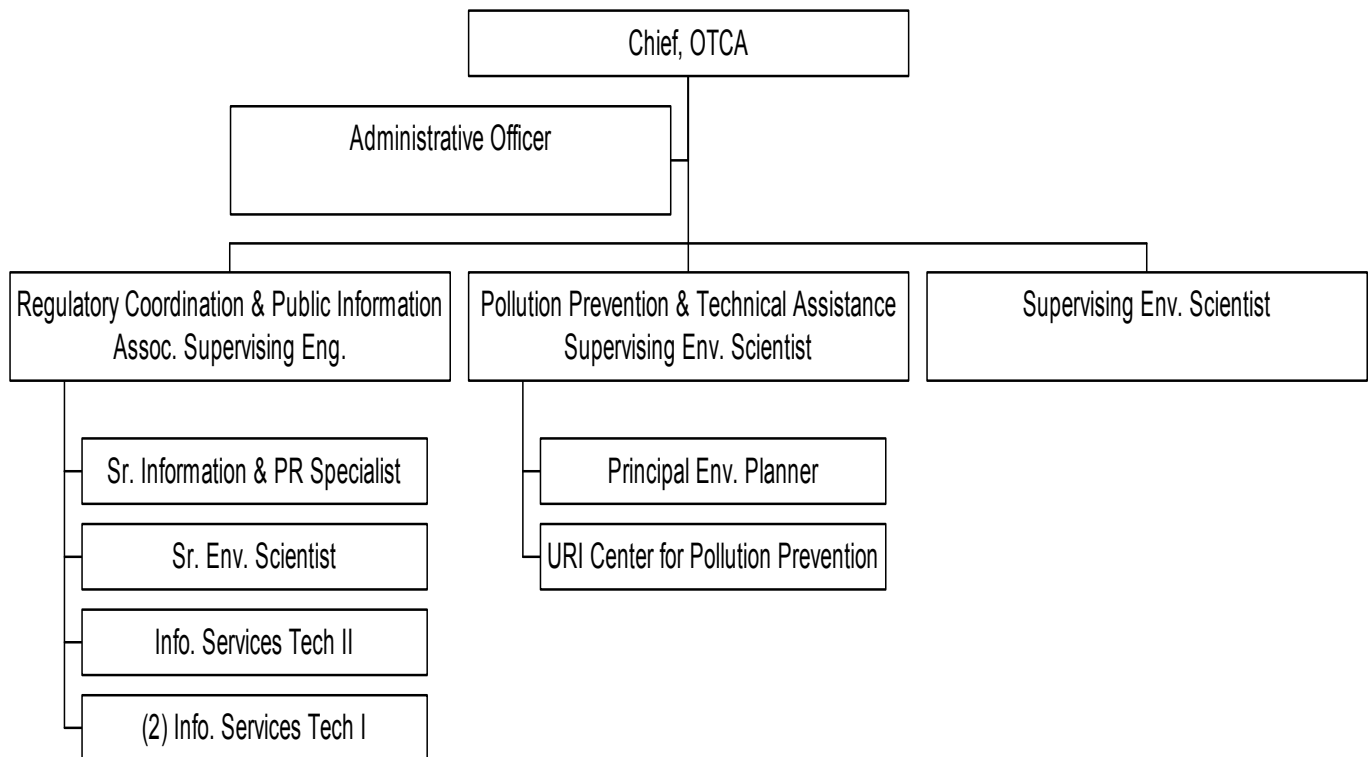 Chief, OTCA
Administrative Officer
Regulatory Coordination & Public Information
Assoc. Supervising Eng.
Pollution Prevention & Technical Assistance
Supervising Env. Scientist
Supervising Env. Scientist
Sr. Information & PR Specialist
Sr. Env. Scientist
Info. Services Tech II
(2) Info. Services Tech I
Principal Env. Planner
URI Center for Pollution Prevention